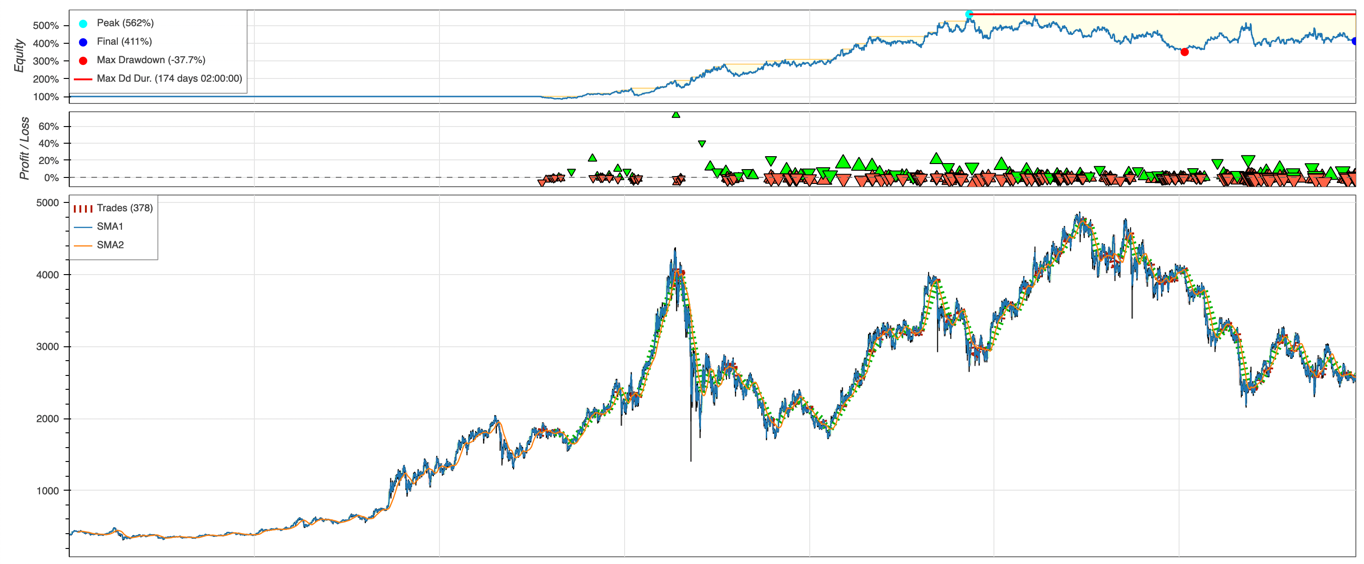 Equity
500%
400%
300%
200%
100%
Peak (562%)
Final (411%)
Max Drawdown (-37.7%)
Max Dd Dur. (174 days 02:00:00)
Profit / Loss
60%
40%
20%
0%
5000
4000
3000
2000
1000
Trades (378)
SMA1
SMA2